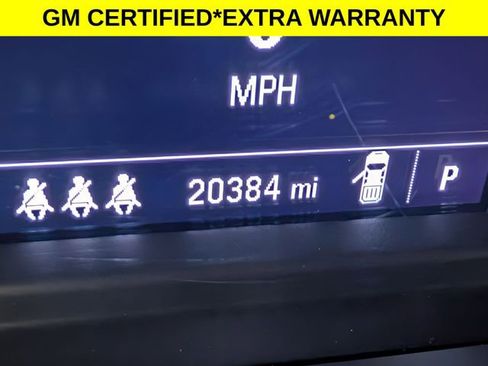 GM CERTIFIED*EXTRA WARRANTY
MPH
20384 mi
P